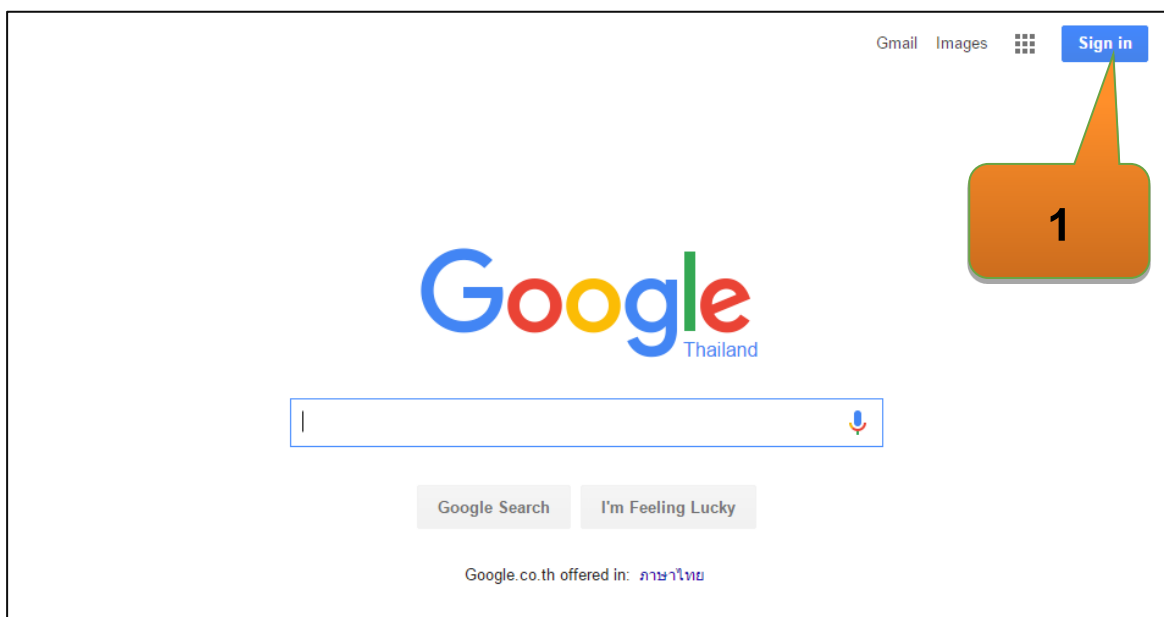 Gmail Images Sign in
1
Google
Thailand
Google Search I'm Feeling Lucky
Google.co.th offered in: ภาษาไทย